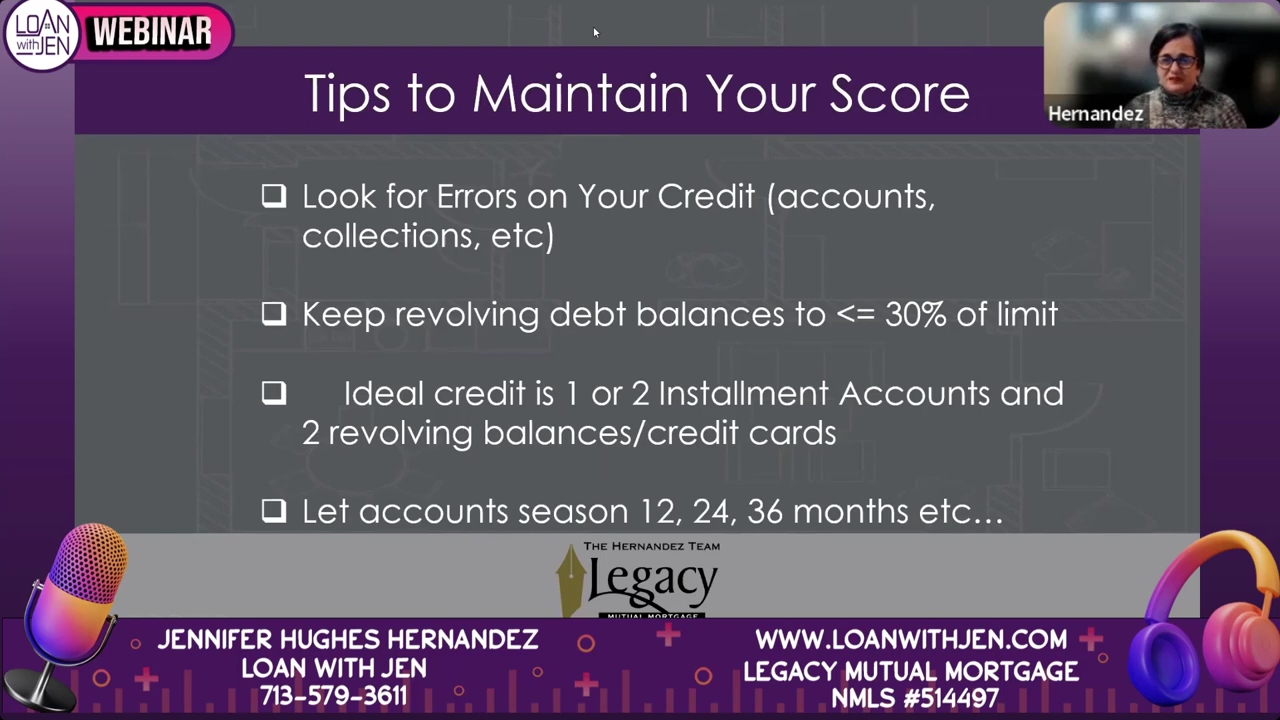 LOAN
with JEN
WEBINAR
Tips to Maintain Your Score
Hernandez
Look for Errors on Your Credit (accounts,
collections, etc)
Keep revolving debt balances to <= 30% of limit
Ideal credit is 1 or 2 Installment Accounts and
2 revolving balances/credit cards
Let accounts season 12, 24, 36 months etc...
THE HERNANDEZ TEAM
Legacy
MUTUAL MORTGAGE
JENNIFER HUGHES HERNANDEZ
LOAN WITH JEN
713-579-3611
WWW.LOANWITHJEN.COM
LEGACY MUTUAL MORTGAGE
NMLS #514497